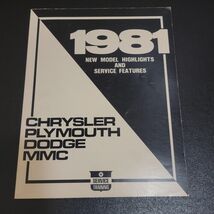 1981
NEW MODEL HIGHLIGHTS
AND
SERVICE FEATURES
CHRYSLER
PLYMOUTH
DODGE
MMC
SERVICE
TRAINING